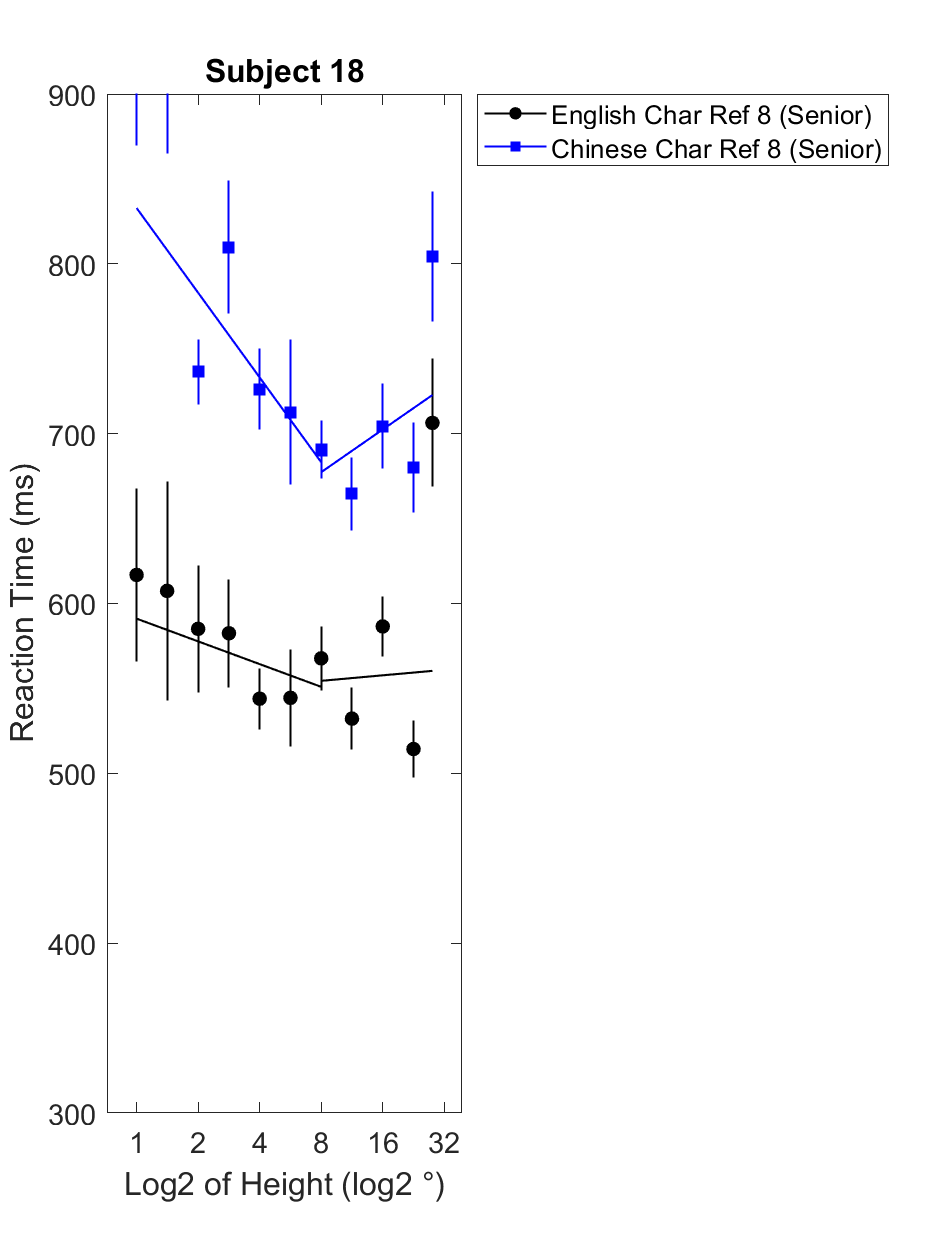 Subject 18
English Char Ref 8 (Senior)
Chinese Char Ref 8 (Senior)
900
800
700
600
500
400
300
Reaction Time (ms)
1 2 4 8 16 32
Log2 of Height (log2 °)